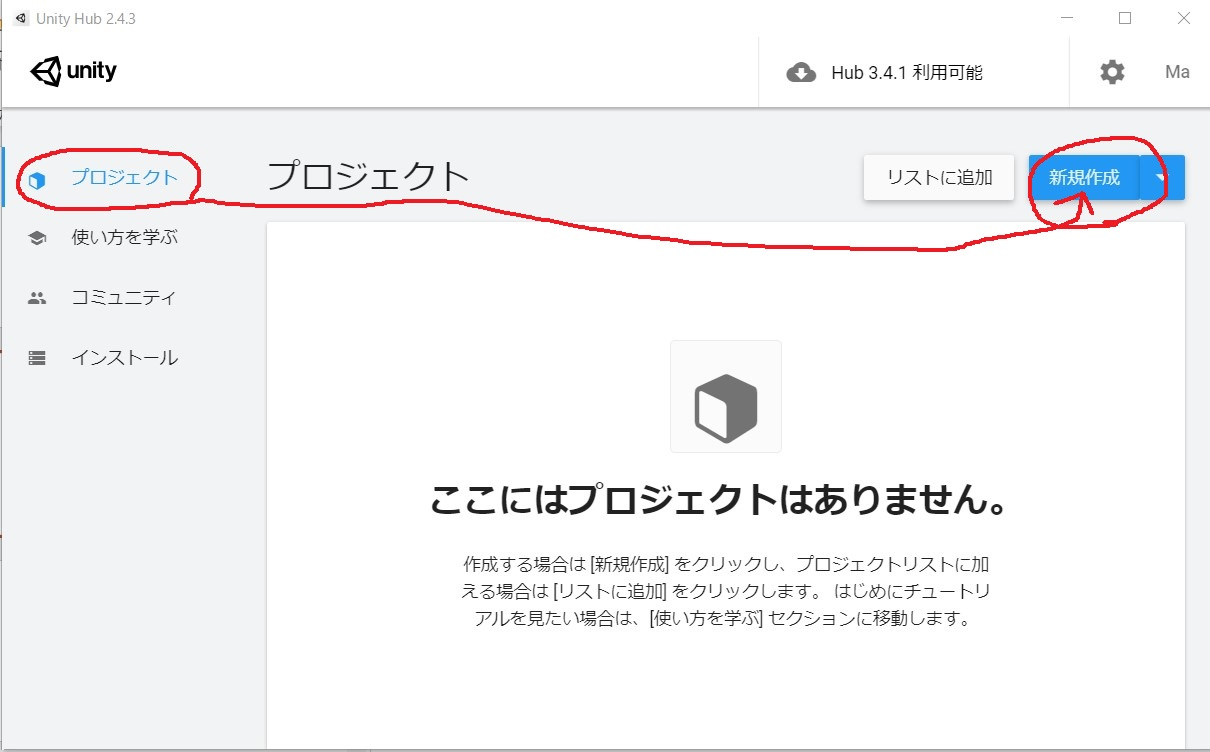 Unity Hub 2.4.3
unity
Hub 3.4.1 利用可能
Ma
プロジェクト
使い方を学ぶ
コミュニティ
インストール
プロジェクト
リストに追加
新規作成
ここにはプロジェクトはありません。
作成する場合は [新規作成] をクリックし、プロジェクトリストに加
える場合は [リストに追加] をクリックします。 はじめにチュートリ
アルを見たい場合は、[使い方を学ぶ] セクションに移動します。